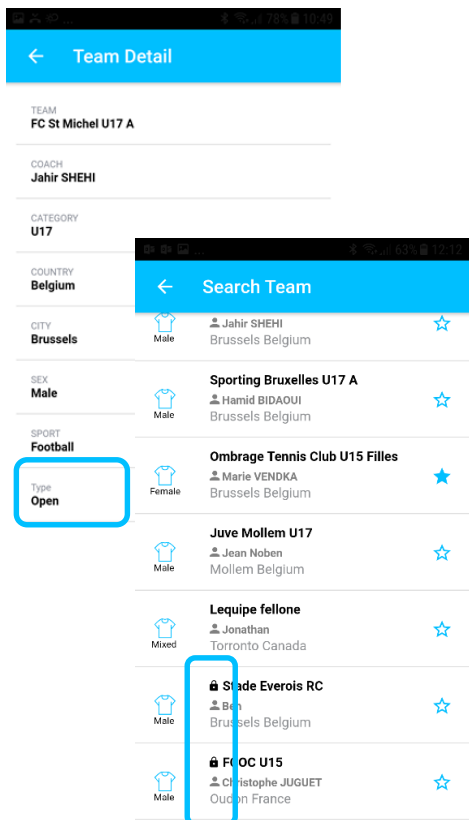 78% 10:49
Team Detail
TEAM
FC St Michel U17 A
COACH
Jahir SHEHI
CATEGORY
U17
COUNTRY
Belgium
CITY
Brussels
SEX
Male
SPORT
Football
Type
Open
63% 12:12
Search Team
Jahir SHEHI
Male
Brussels Belgium
Sporting Bruxelles U17 A
Hamid BIDAOUI
Male
Brussels Belgium
Ombrage Tennis Club U15 Filles
Marie VENDKA
Female
Brussels Belgium
Juve Mollem U17
Jean Noben
Male
Mollem Belgium
Lequipe fellone
Jonathan
Mixed
Torronto Canada
Stade Everois RC
Ben
Male
Brussels Belgium
FCOC U15
Christophe JUGUET
Male
Oudon France